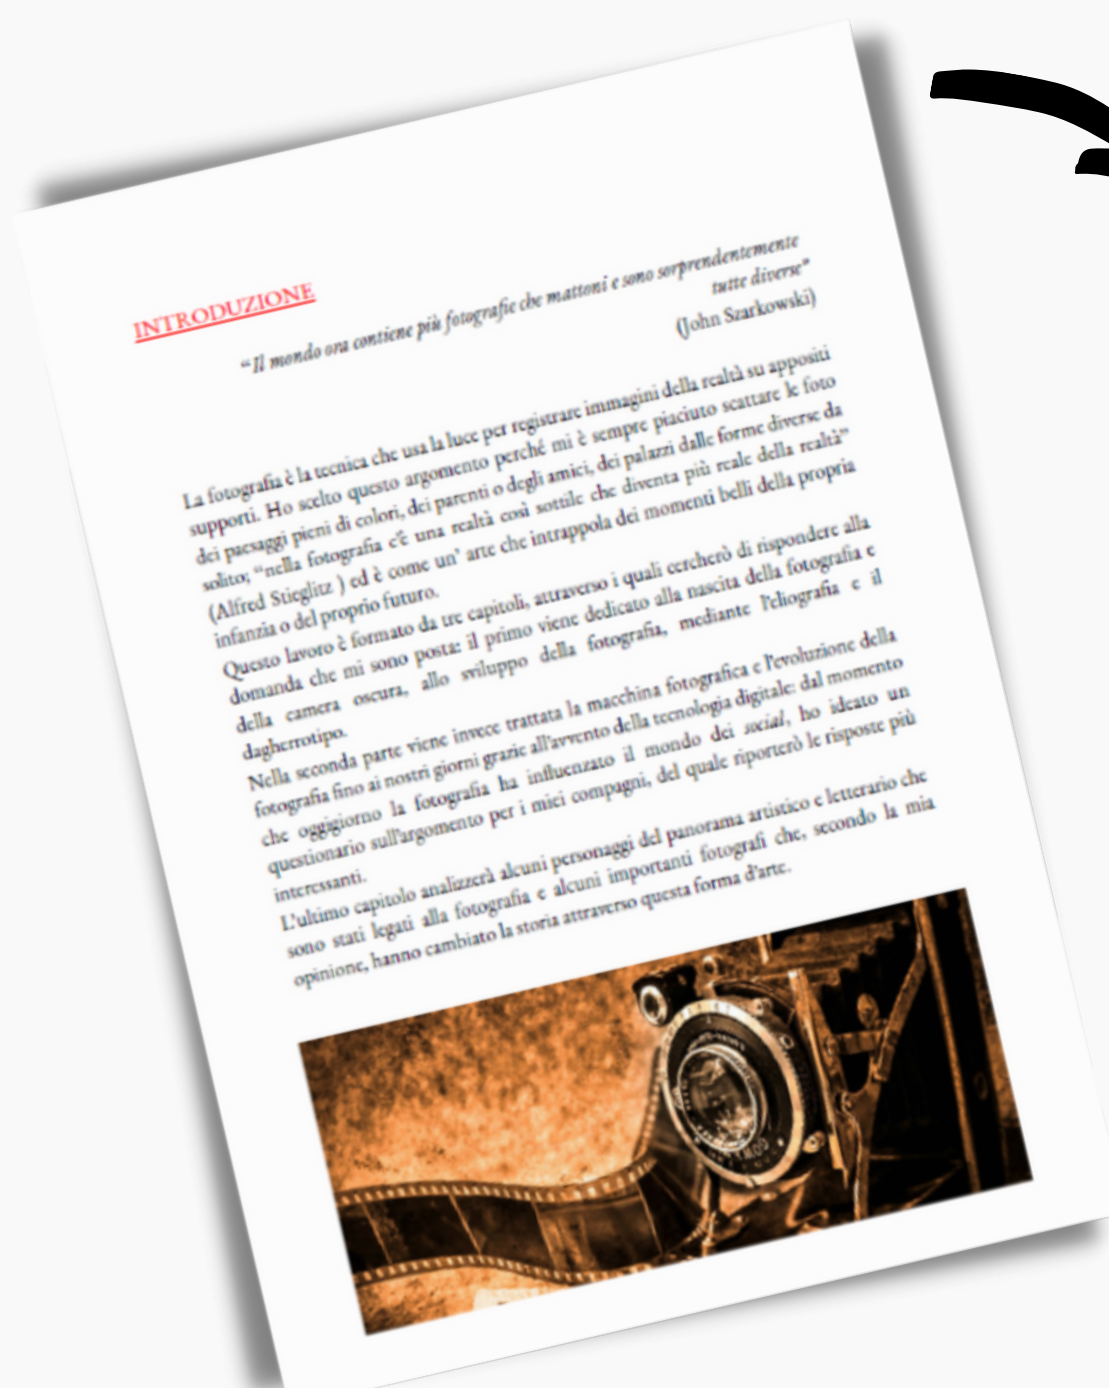 INTRODUZIONE
“Il mondo ora contiene più fotografie che mattoni e sono sorprendentemente
tutte diverse”
(John Szarkowski)
La fotografia è la tecnica che usa la luce per registrare immagini della realtà su appositi
supporti. Ho scelto questo argomento perché mi è sempre piaciuto scattare le foto
dei paesaggi pieni di colori, dei parenti o degli amici, dei palazzi dalle forme diverse da
solito; “nella fotografia c'è una realtà così sottile che diventa più reale della realtà”
(Alfred Stieglitz ) ed è come un’ arte che intrappola dei momenti belli della propria
infanzia o del proprio futuro.
Questo lavoro è formato da tre capitoli, attraverso i quali cercherò di rispondere alla
domanda che mi sono posta: il primo viene dedicato alla nascita della fotografia e
della camera oscura, allo sviluppo della fotografia, mediante l'eliografia e il
dagherrotipo.
Nella seconda parte viene invece trattata la macchina fotografica e l'evoluzione della
fotografia fino ai nostri giorni grazie all'avvento della tecnologia digitale: dal momento
che oggigiorno la fotografia ha influenzato il mondo dei social, ho ideato un
questionario sull'argomento per i miei compagni, del quale riporterò le risposte più
interessanti.
L'ultimo capitolo analizzerà alcuni personaggi del panorama artistico e letterario che
sono stati legati alla fotografia e alcuni importanti fotografi che, secondo la mia
opinione, hanno cambiato la storia attraverso questa forma d'arte.